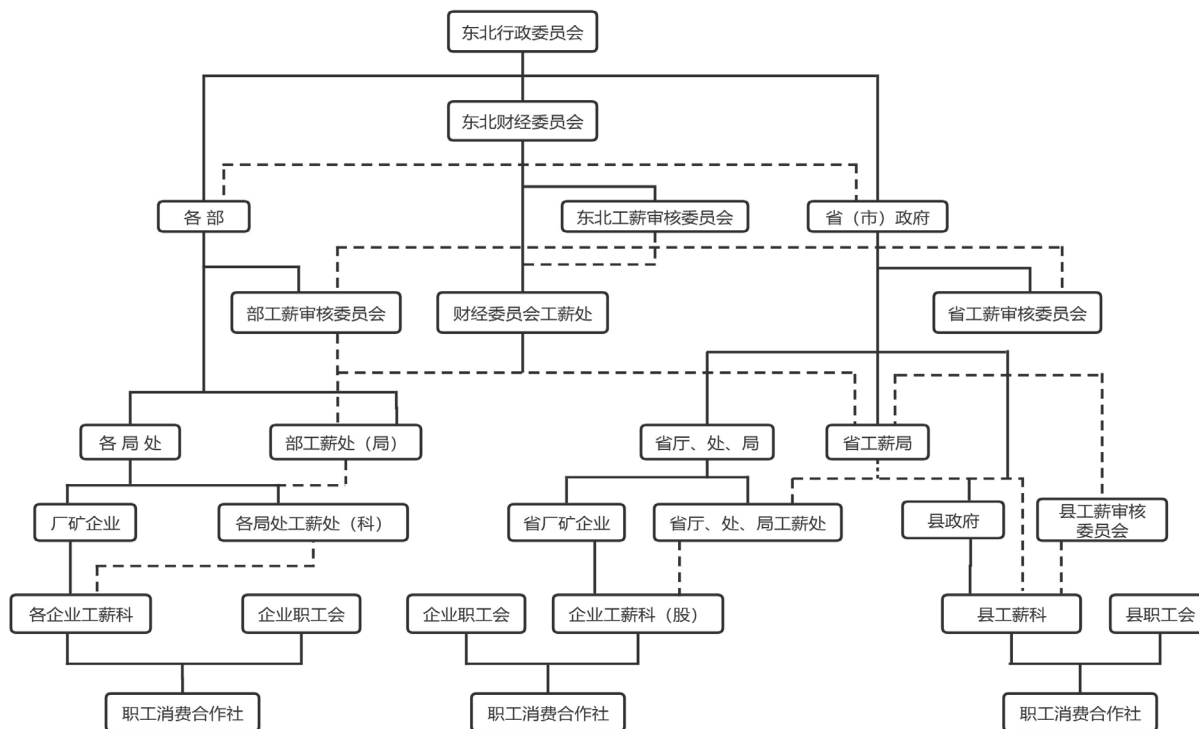 东北行政委员会
东北财经委员会
各 部
东北工薪审核委员会
省（市）政府
部工薪审核委员会
财经委员会工薪处
省工薪审核委员会
各 局 处
部工薪处（局）
省厅、处、局
省工薪局
厂矿企业
各局处工薪处（科）
省厂矿企业
省厅、处、局工薪处
县政府
县工薪审核
委员会
各企业工薪科
企业职工会
企业职工会
企业工薪科（股）
县工薪科
县职工会
职工消费合作社
职工消费合作社
职工消费合作社